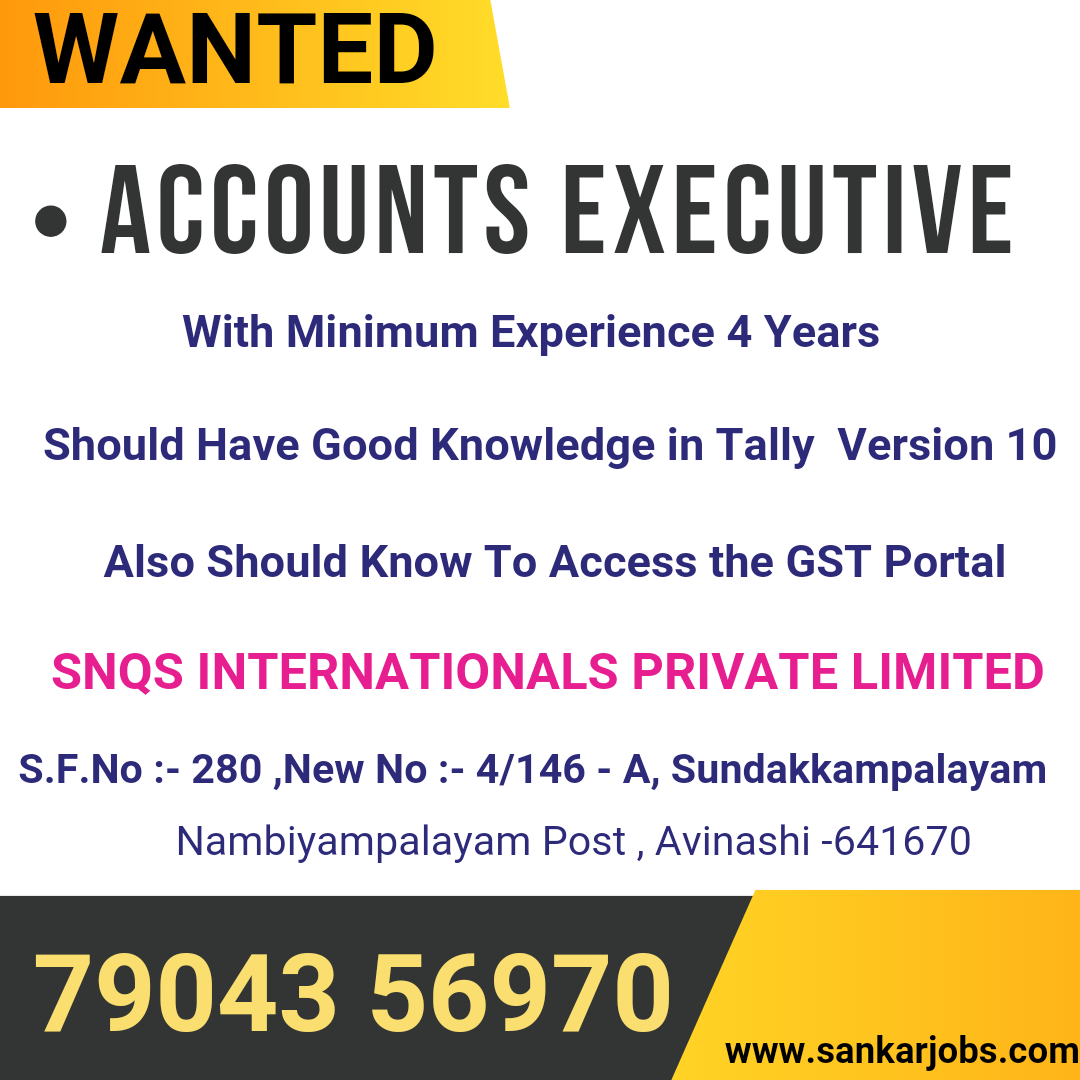 WANTED
• ACCOUNTS EXECUTIVE
With Minimum Experience 4 Years
Should Have Good Knowledge in Tally  Version 10
Also Should Know To Access the GST Portal
SNQS INTERNATIONALS PRIVATE LIMITED
S.F.No :- 280 ,New No :- 4/146 - A, Sundakkampalayam
Nambiyampalayam Post , Avinashi -641670
79043 56970
www.sankarjobs.com